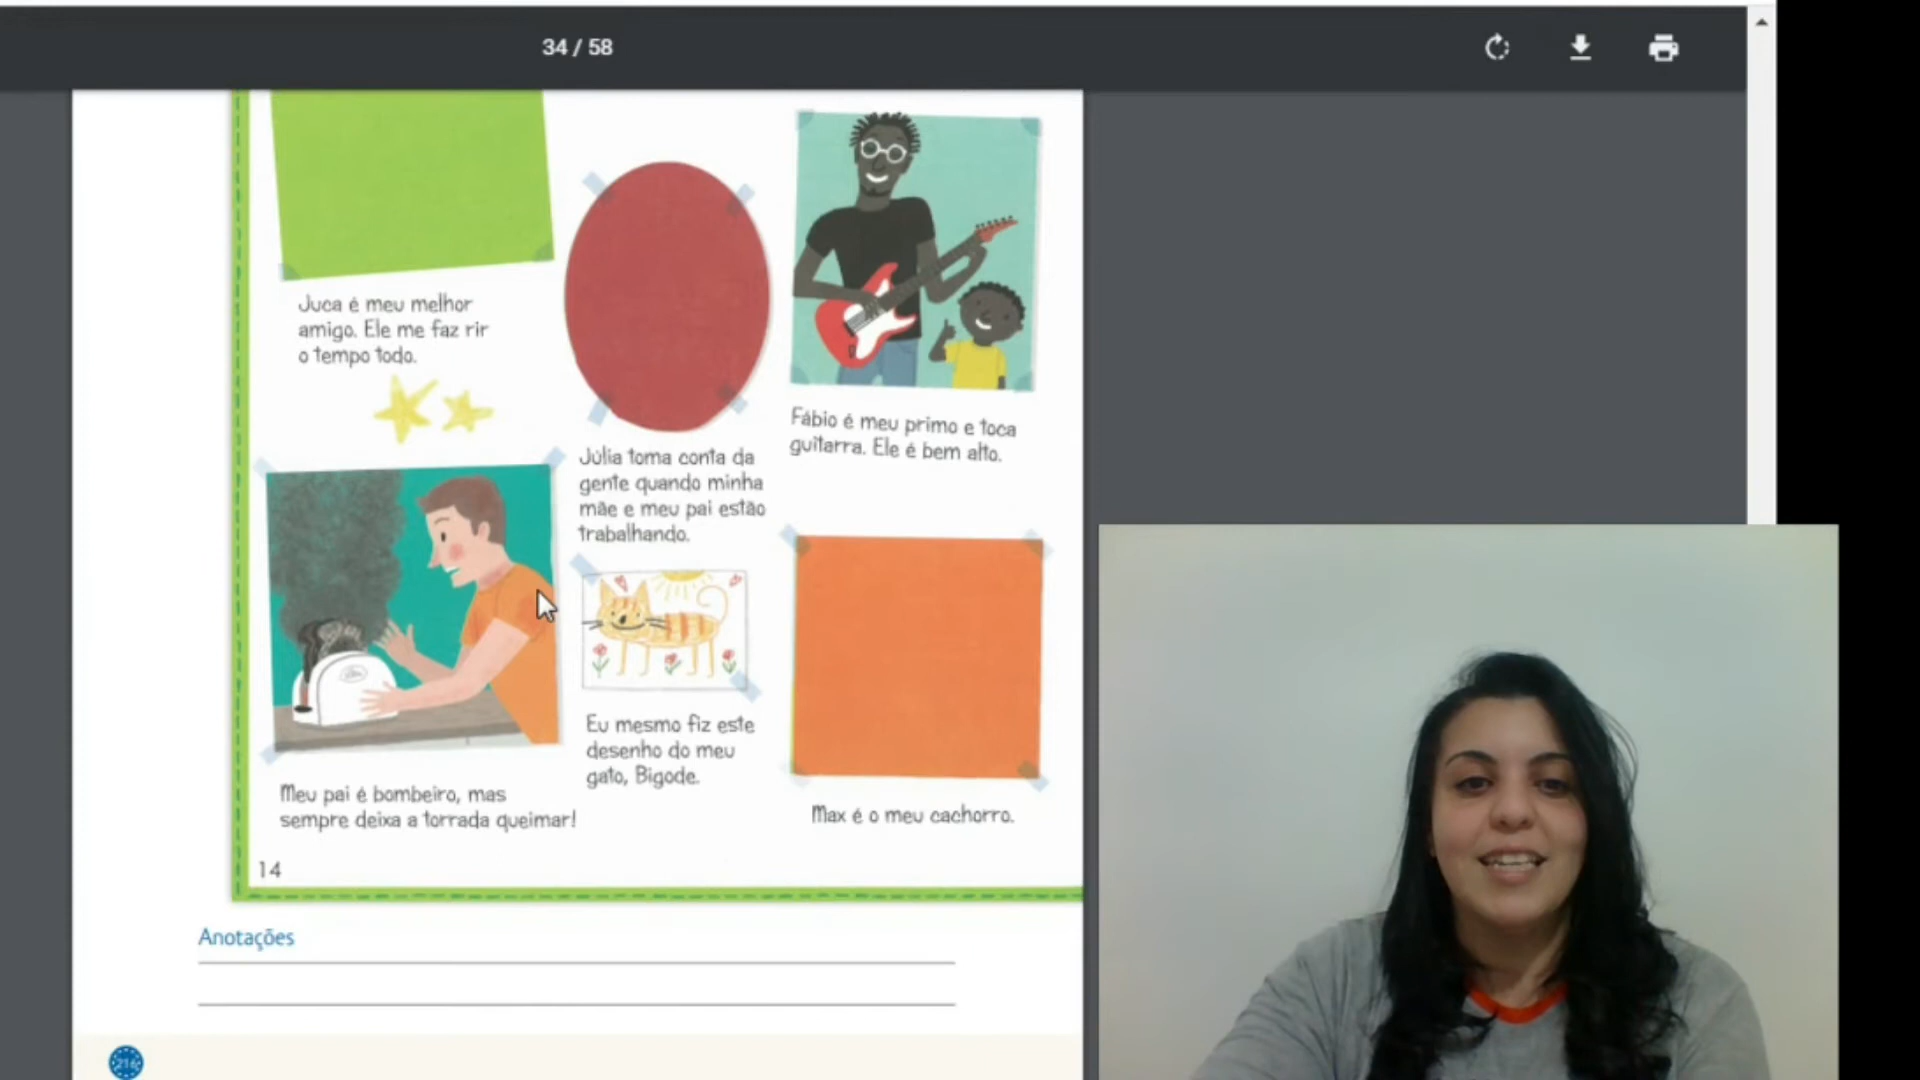 34 / 58
Juca é meu melhor
amigo. Ele me faz rir
o tempo todo.
Júlia toma conta da
gente quando minha
mãe e meu pai estão
trabalhando.
Fábio é meu primo e toca
guitarra. Ele é bem alto.
Meu pai é bombeiro, mas
sempre deixa a torrada queimar!
Eu mesmo fiz este
desenho do meu
gato, Bigode.
Max é o meu cachorro.
14
Anotações